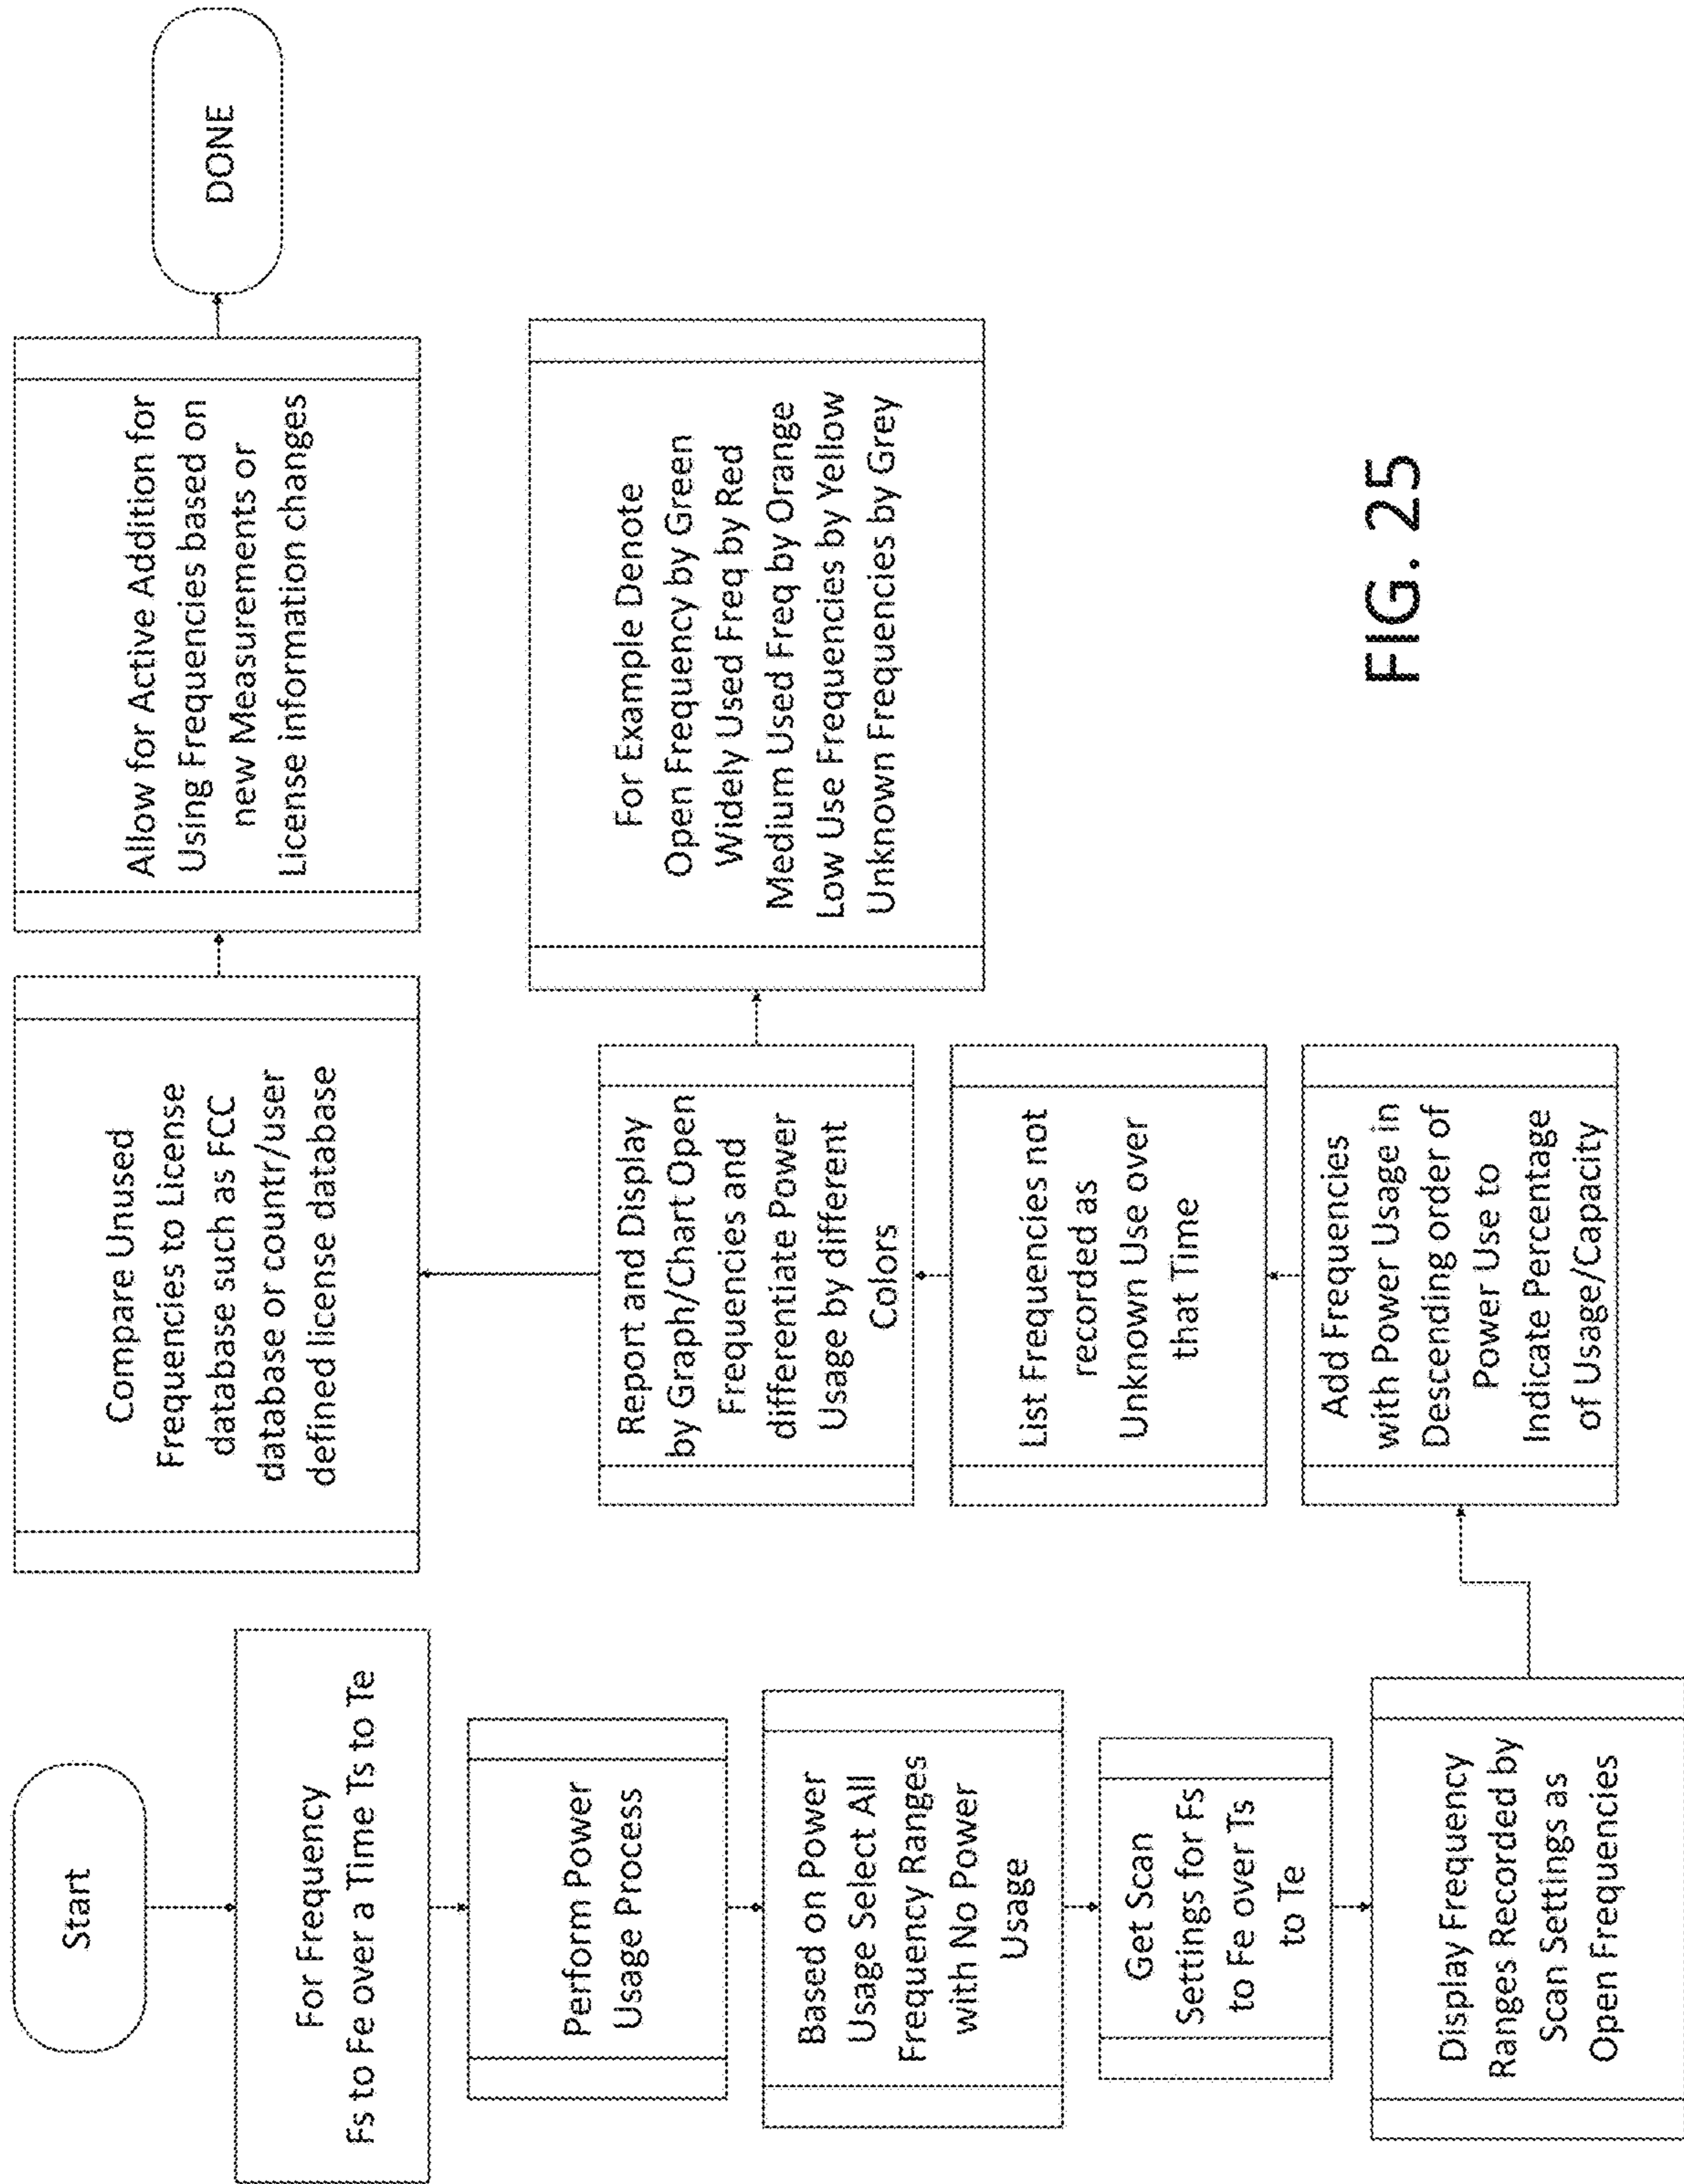 Start
For Frequency
Fs to Fe over a Time Ts to Te
Perform Power
Usage Process
Based on Power
Usage Select All
Frequency Ranges
with No Power
Usage
Get Scan
Settings for Fs
to Fe over Ts
to Te
Display Frequency
Ranges Recorded by
Scan Settings as
Open Frequencies
Add Frequencies
with Power Usage in
Descending order of
Power Use to
Indicate Percentage
of Usage/Capacity
List Frequencies not
recorded as
Unknown Use over
that Time
Report and Display
by Graph/Chart Open
Frequencies and
differentiate Power
Usage by different
Colors
For Example Denote
Open Frequency by Green
Widely Used Freq by Red
Medium Used Freq by Orange
Low Use Frequencies by Yellow
Unknown Frequencies by Grey
Compare Unused
Frequencies to License
database such as FCC
database or countr/user
defined license database
Allow for Active Addition for
Using Frequencies based on
new Measurements or
License information changes
DONE
FIG. 25